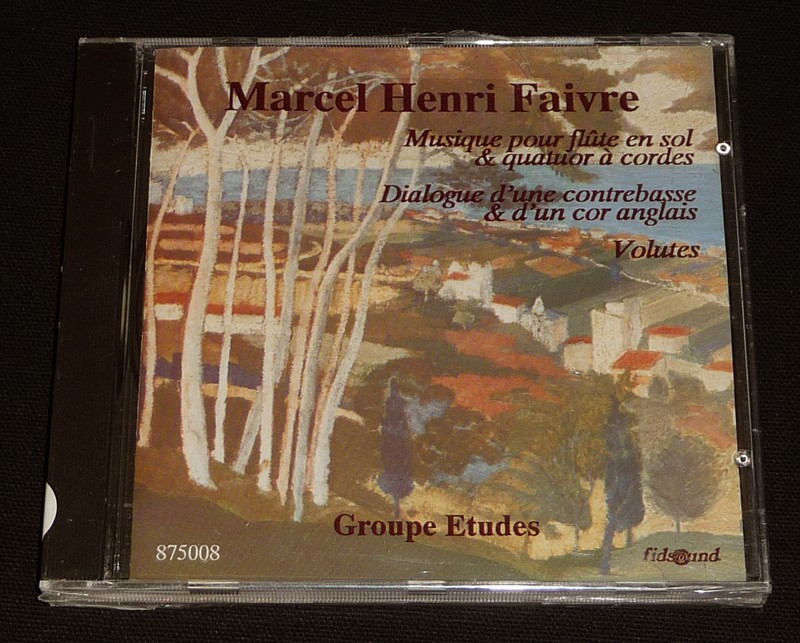 Marcel Henri Faivre
Musique pour flûte en sol
& quatuor à cordes
Dialogue d'une contrebasse
& d'un cor anglais
Volutes
Groupe Etudes
875008
fidsound